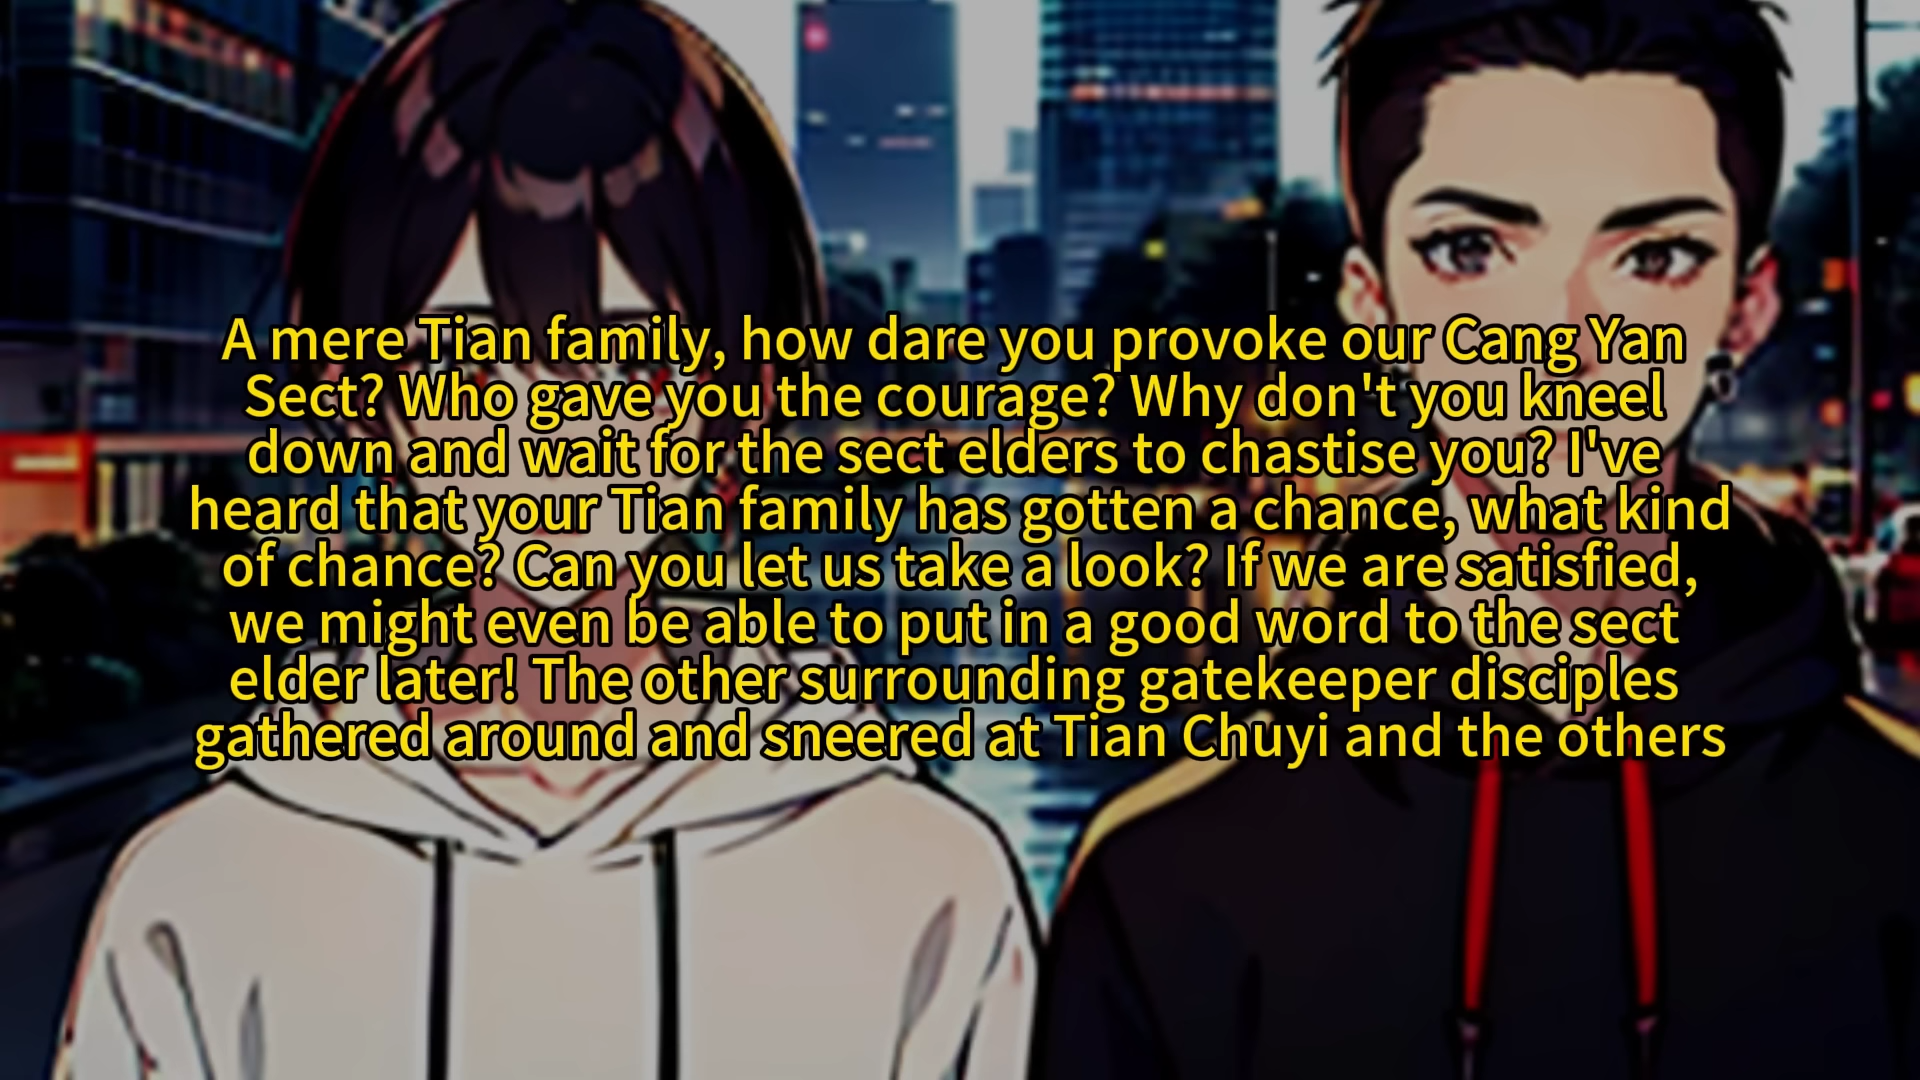 A mere Tian family, how dare you provoke our Cang Yan
Sect? Who gave you the courage? Why don't you kneel
down and wait for the sect elders to chastise you? I've
heard that your Tian family has gotten a chance, what kind
of chance? Can you let us take a look? If we are satisfied,
we might even be able to put in a good word to the sect
elder later! The other surrounding gatekeeper disciples
gathered around and sneered at Tian Chuyi and the others